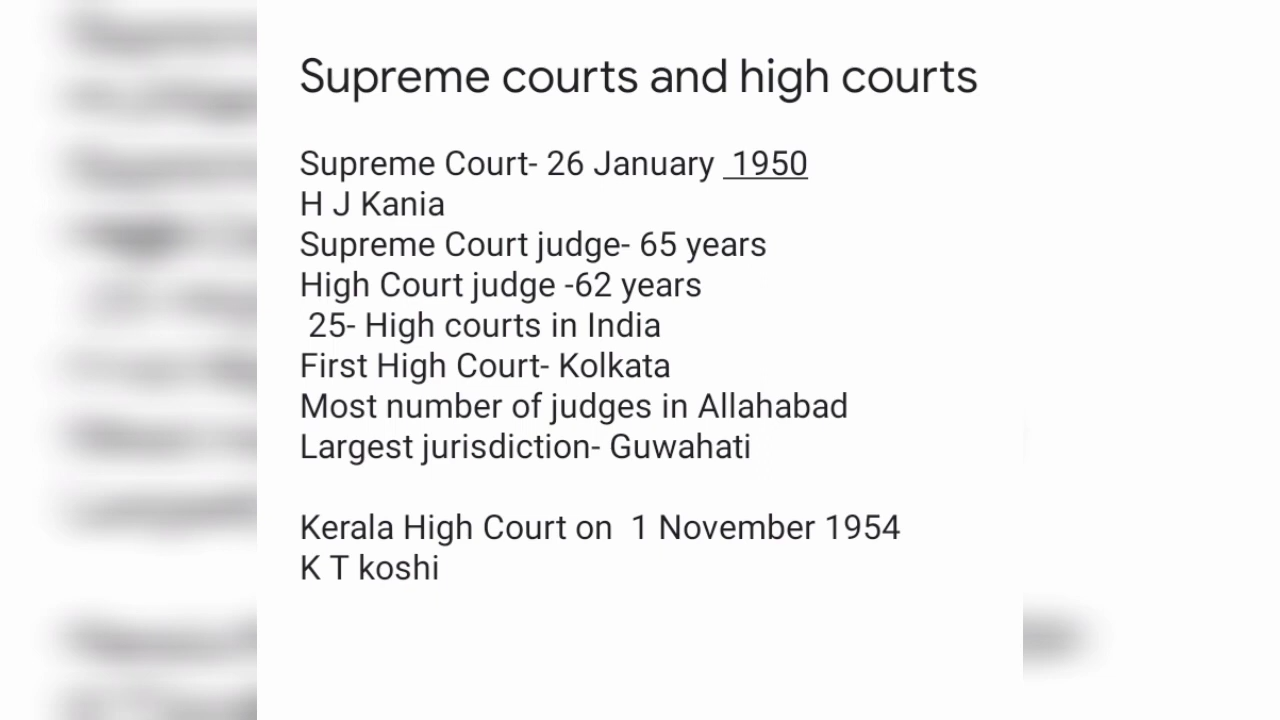 Supreme courts and high courts
Supreme Court- 26 January 1950
H J Kania
Supreme Court judge- 65 years
High Court judge -62 years
25- High courts in India
First High Court- Kolkata
Most number of judges in Allahabad
Largest jurisdiction- Guwahati
Kerala High Court on 1 November 1954
K T koshi